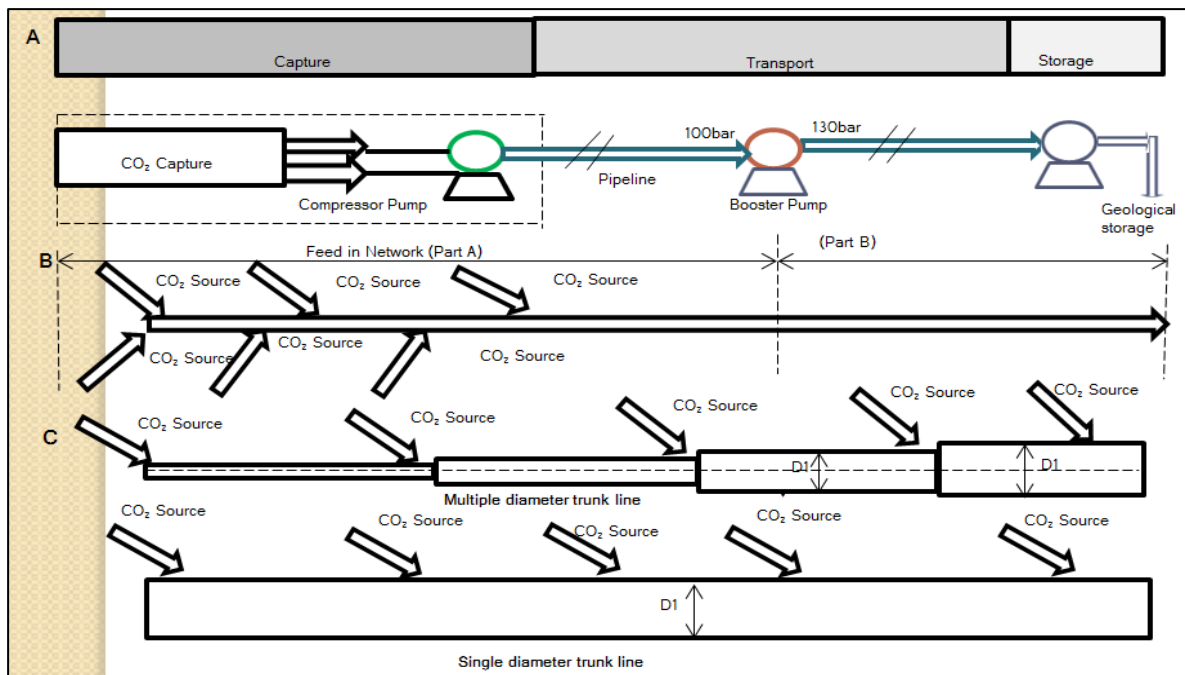 A
Capture
Transport
Storage
CO₂ Capture
Compressor Pump
Pipeline
100bar
130bar
Booster Pump
Geological
storage
B
Feed in Network (Part A)
(Part B)
CO₂ Source
CO₂ Source
CO₂ Source
CO₂ Source
CO₂ Source
CO₂ Source
C
CO₂ Source
CO₂ Source
CO₂ Source
CO₂ Source
CO₂ Source
D1
D1
Multiple diameter trunk line
CO₂ Source
CO₂ Source
CO₂ Source
CO₂ Source
CO₂ Source
D1
Single diameter trunk line